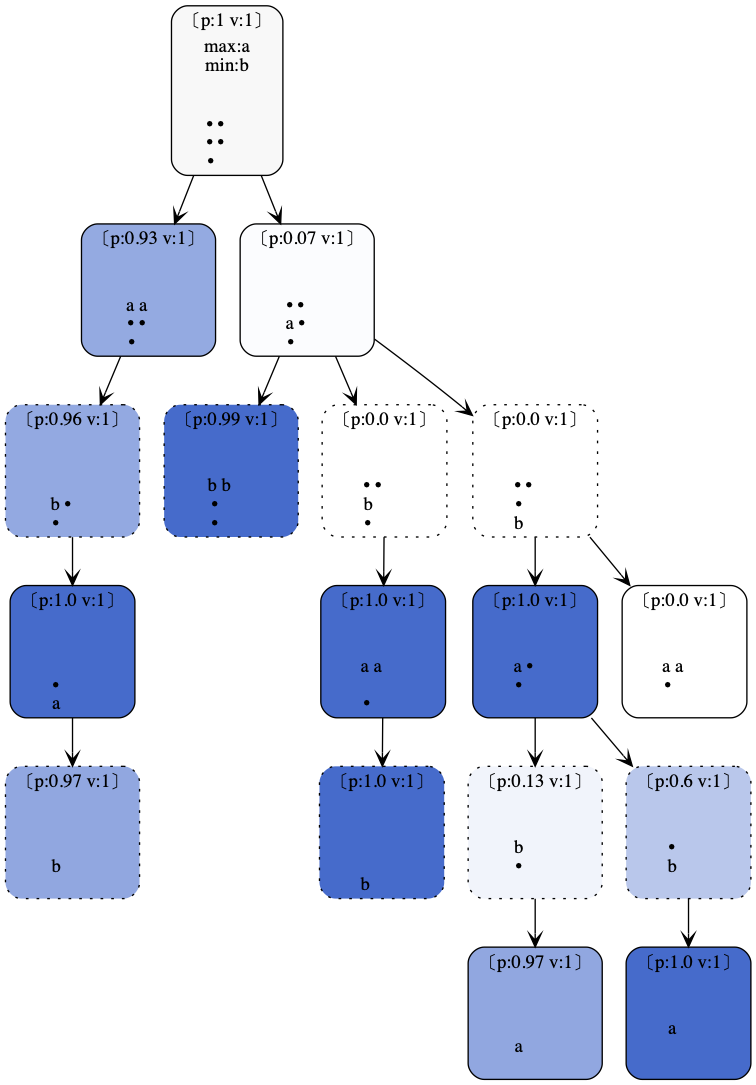 〔p:1 v:1〕
max:a
min:b
• •
• •
•
〔p:0.93 v:1〕
a a
• •
•
〔p:0.07 v:1〕
• •
a •
•
〔p:0.96 v:1〕
b •
•
〔p:0.99 v:1〕
b b
•
•
〔p:0.0 v:1〕
• •
b
•
〔p:0.0 v:1〕
• •
•
b
〔p:1.0 v:1〕
•
a
〔p:1.0 v:1〕
a a
•
〔p:1.0 v:1〕
a •
•
〔p:0.0 v:1〕
a a
•
〔p:0.97 v:1〕
b
〔p:1.0 v:1〕
b
〔p:0.13 v:1〕
b
•
〔p:0.6 v:1〕
•
b
〔p:0.97 v:1〕
a
〔p:1.0 v:1〕
a